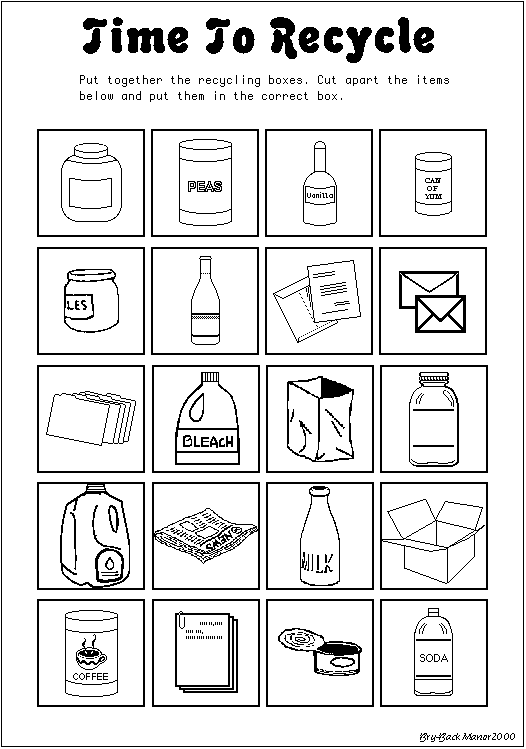 Time To Recycle
Put together the recycling boxes. Cut apart the items
below and put them in the correct box.
PEAS
Vanilla
CAN
OF
YUM
LES
BLEACH
MILK
COFFEE
SODA
Bry-Back Manor2000